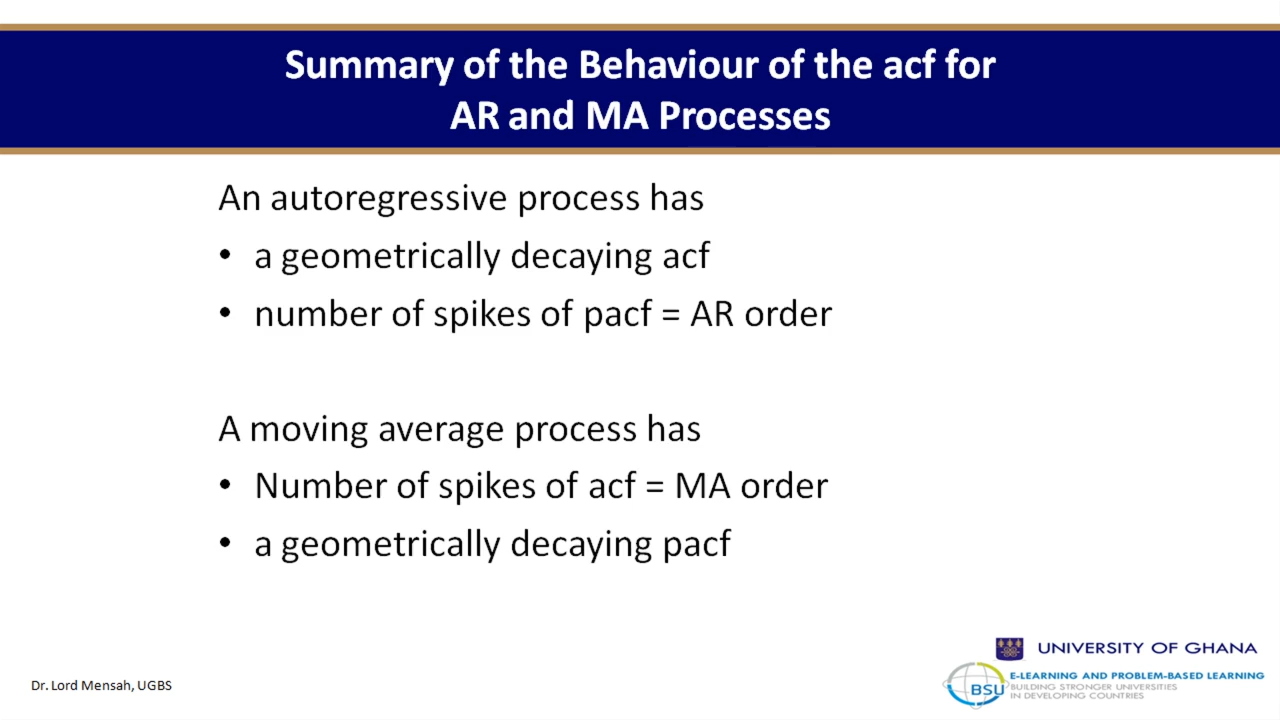 Summary of the Behaviour of the acf for
AR and MA Processes
An autoregressive process has
• a geometrically decaying acf
• number of spikes of pacf = AR order
A moving average process has
• Number of spikes of acf = MA order
• a geometrically decaying pacf
Dr. Lord Mensah, UGBS
UNIVERSITY OF GHANA
BSU
E-LEARNING AND PROBLEM-BASED LEARNING
BUILDING STRONGER UNIVERSITIES
IN DEVELOPING COUNTRIES